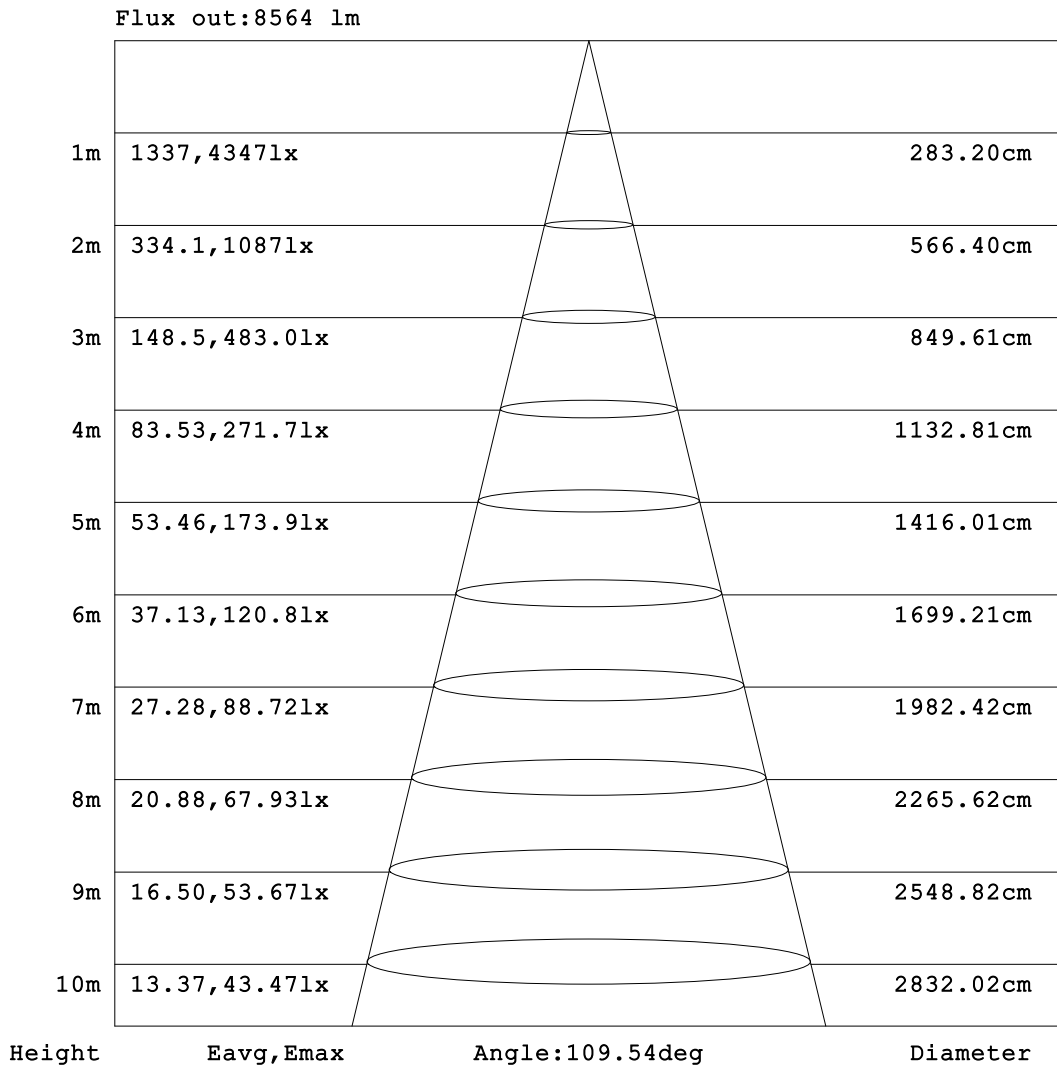 Flux out:8564 lm
1m 1337,4347lx 283.20cm
2m 334.1,1087lx 566.40cm
3m 148.5,483.0lx 849.61cm
4m 83.53,271.7lx 1132.81cm
5m 53.46,173.9lx 1416.01cm
6m 37.13,120.8lx 1699.21cm
7m 27.28,88.72lx 1982.42cm
8m 20.88,67.93lx 2265.62cm
9m 16.50,53.67lx 2548.82cm
10m 13.37,43.47lx 2832.02cm
Height Eavg,Emax Angle:109.54deg Diameter